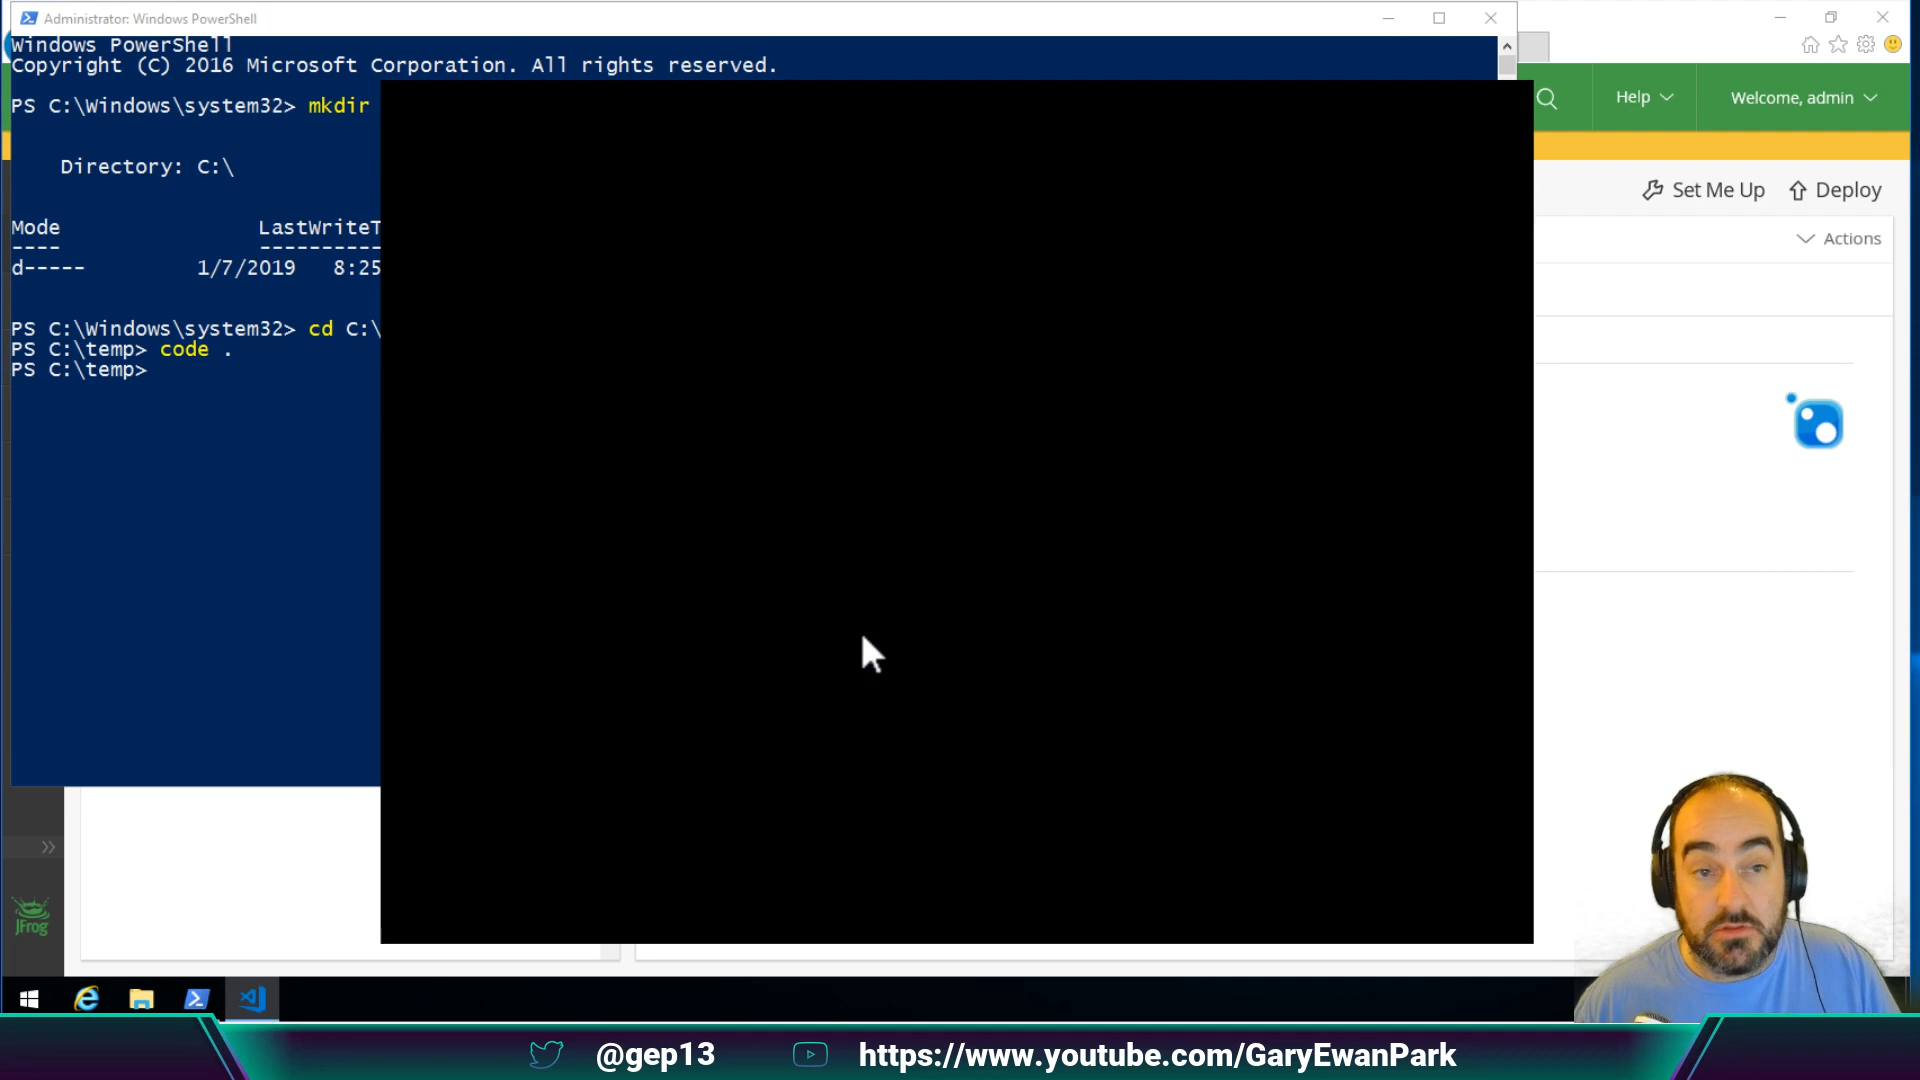 Administrator: Windows PowerShell
Windows PowerShell
Copyright (C) 2016 Microsoft Corporation. All rights reserved.
PS C:\Windows\system32> mkdir
Directory: C:\
Mode LastWriteT
---- ----------
d----- 1/7/2019 8:25
PS C:\Windows\system32> cd C:\
PS C:\temp> code .
PS C:\temp>
Help
Welcome, admin
Set Me Up
Deploy
Actions
JFrog
@gep13
https://www.youtube.com/GaryEwanPark